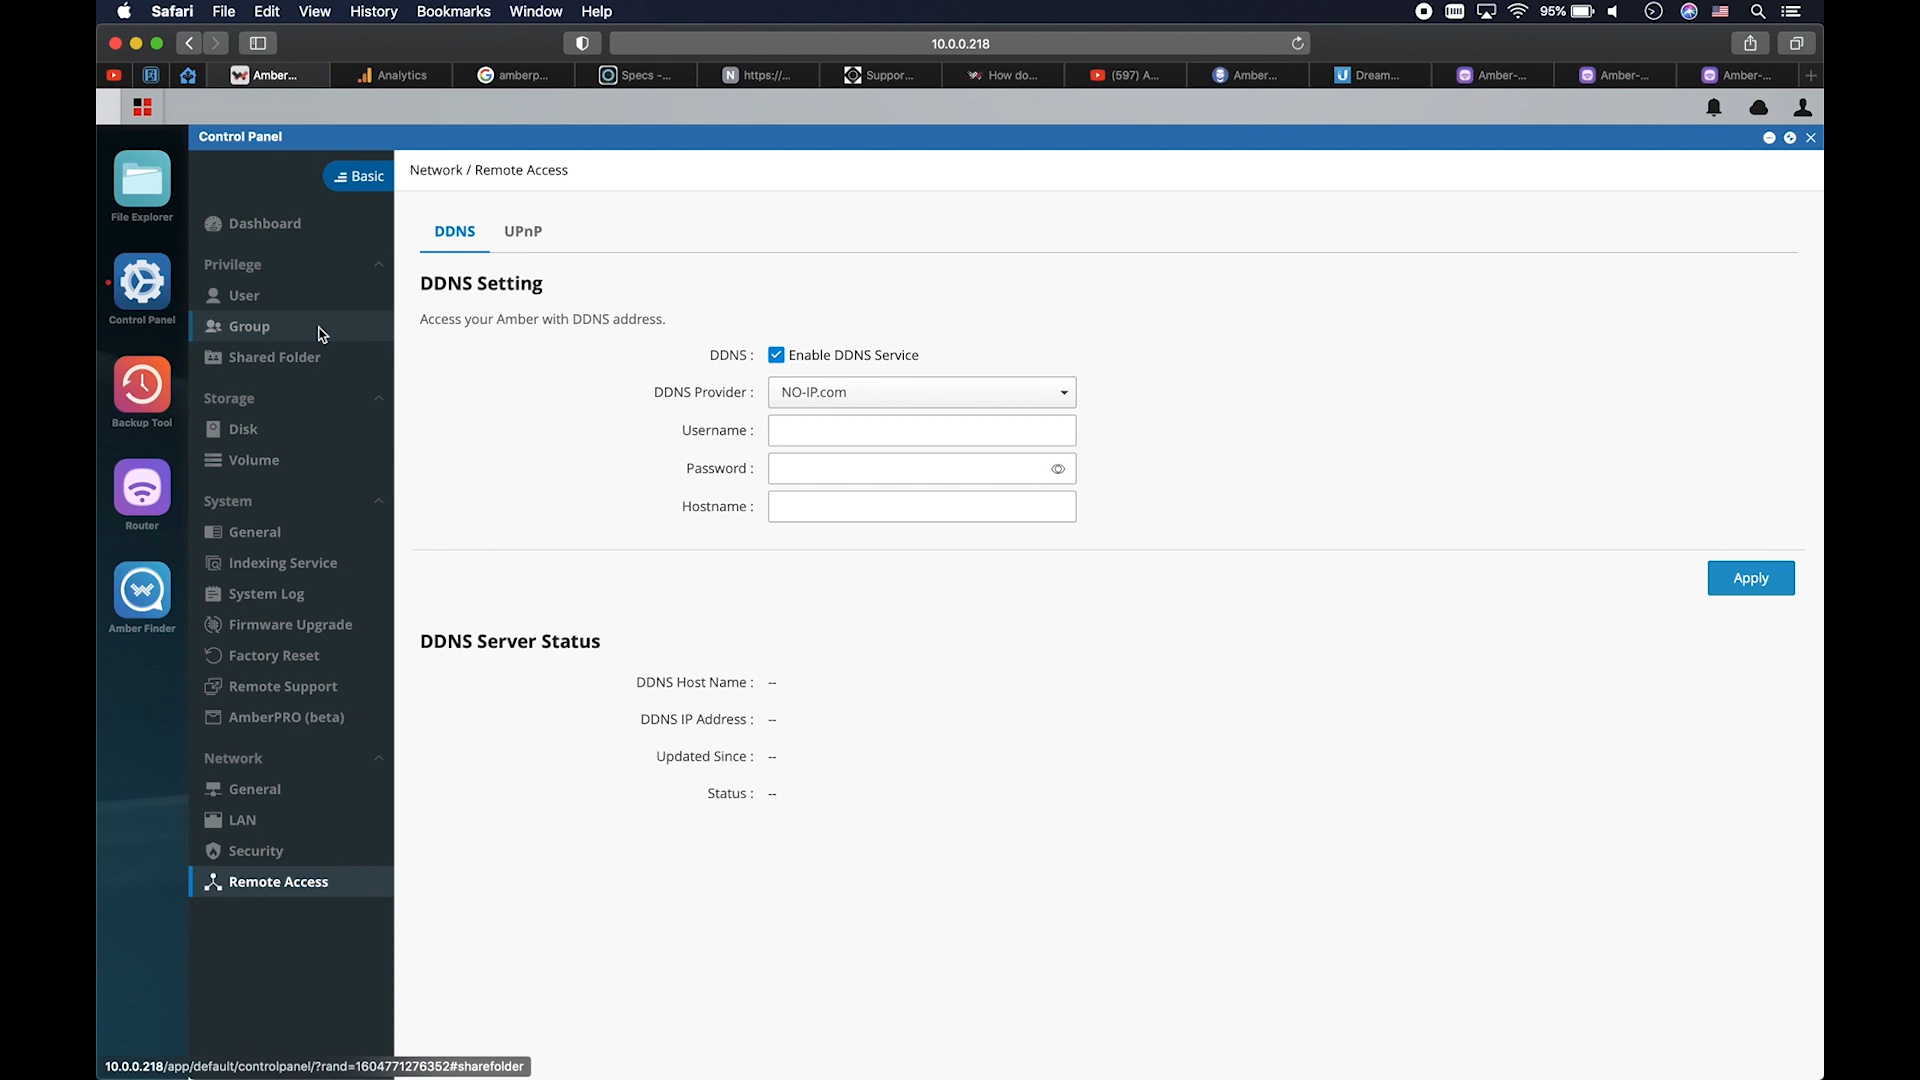 Safari File Edit View History Bookmarks Window Help 95%
10.0.0.218
Amber... Analytics amberp... Specs -... https://... Suppor... How do... (597) A... Amber... Dream... Amber-... Amber-... Amber-...
Control Panel
Basic
Network / Remote Access
File Explorer
Control Panel
Backup Tool
Router
Amber Finder
Dashboard
Privilege
User
Group
Shared Folder
Storage
Disk
Volume
System
General
Indexing Service
System Log
Firmware Upgrade
Factory Reset
Remote Support
AmberPRO (beta)
Network
General
LAN
Security
Remote Access
DDNS UPnP
DDNS Setting
Access your Amber with DDNS address.
DDNS : Enable DDNS Service
DDNS Provider : NO-IP.com
Username :
Password :
Hostname :
Apply
DDNS Server Status
DDNS Host Name : --
DDNS IP Address : --
Updated Since : --
Status : --
10.0.0.218/app/default/controlpanel/?rand=1604771276352#sharefolder